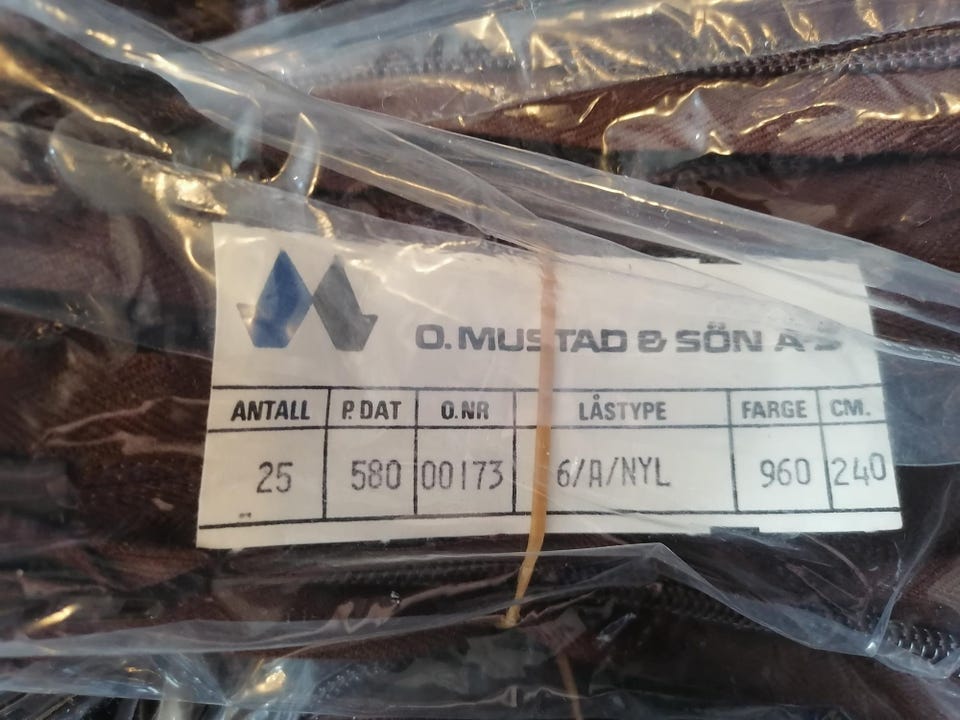 O. MUSTAD & SÖN A S
ANTALL P. DAT O.NR LÅSTYPE FARGE CM.
25 580 00173 6/A/NYL 960 240